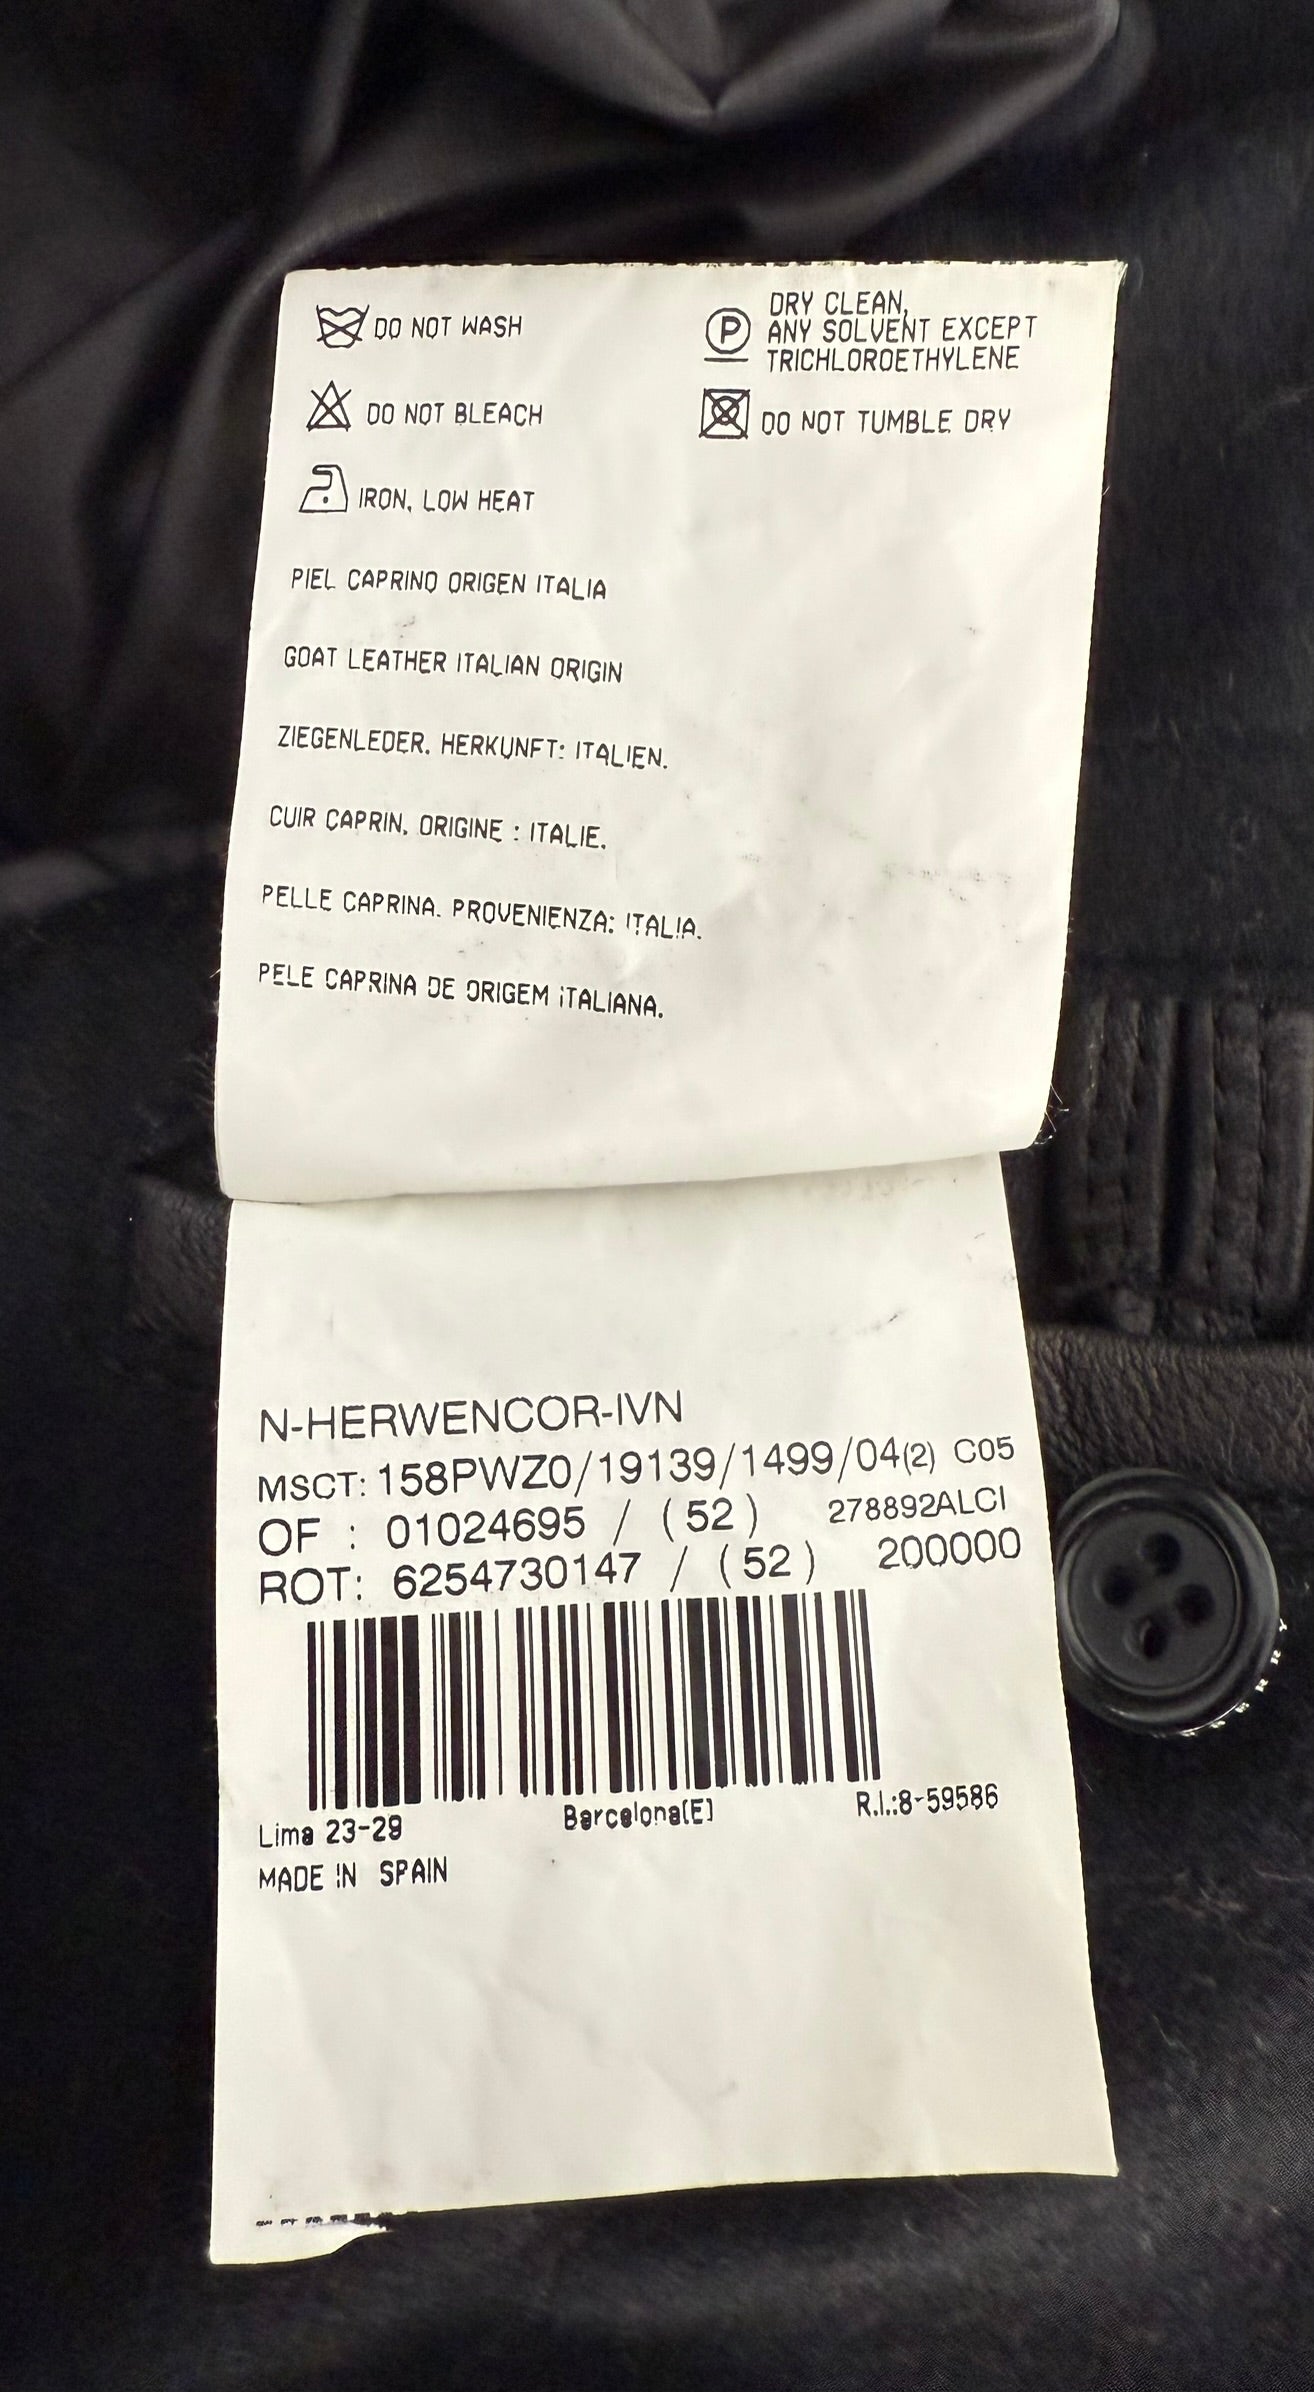 DO NOT WASH
DRY CLEAN,
ANY SOLVENT EXCEPT
TRICHLOROETHYLENE
DO NOT BLEACH
DO NOT TUMBLE DRY
IRON, LOW HEAT
PIEL CAPRINO ORIGEN ITALIA
GOAT LEATHER ITALIAN ORIGIN
ZIEGENLEDER. HERKUNFT: ITALIEN.
CUIR CAPRIN. ORIGINE : ITALIE.
PELLE CAPRINA. PROVENIENZA: ITALIA.
PELE CAPRINA DE ORIGEM ITALIANA.
N-HERWENCOR-IVN
MSCT: 158PWZ0/19139/1499/04(2) C05
OF : 01024695 / (52) 278892ALCI
ROT: 6254730147 / (52) 200000
Lima 23-29 Barcelona(E) R.I.:8-59586
MADE IN SPAIN